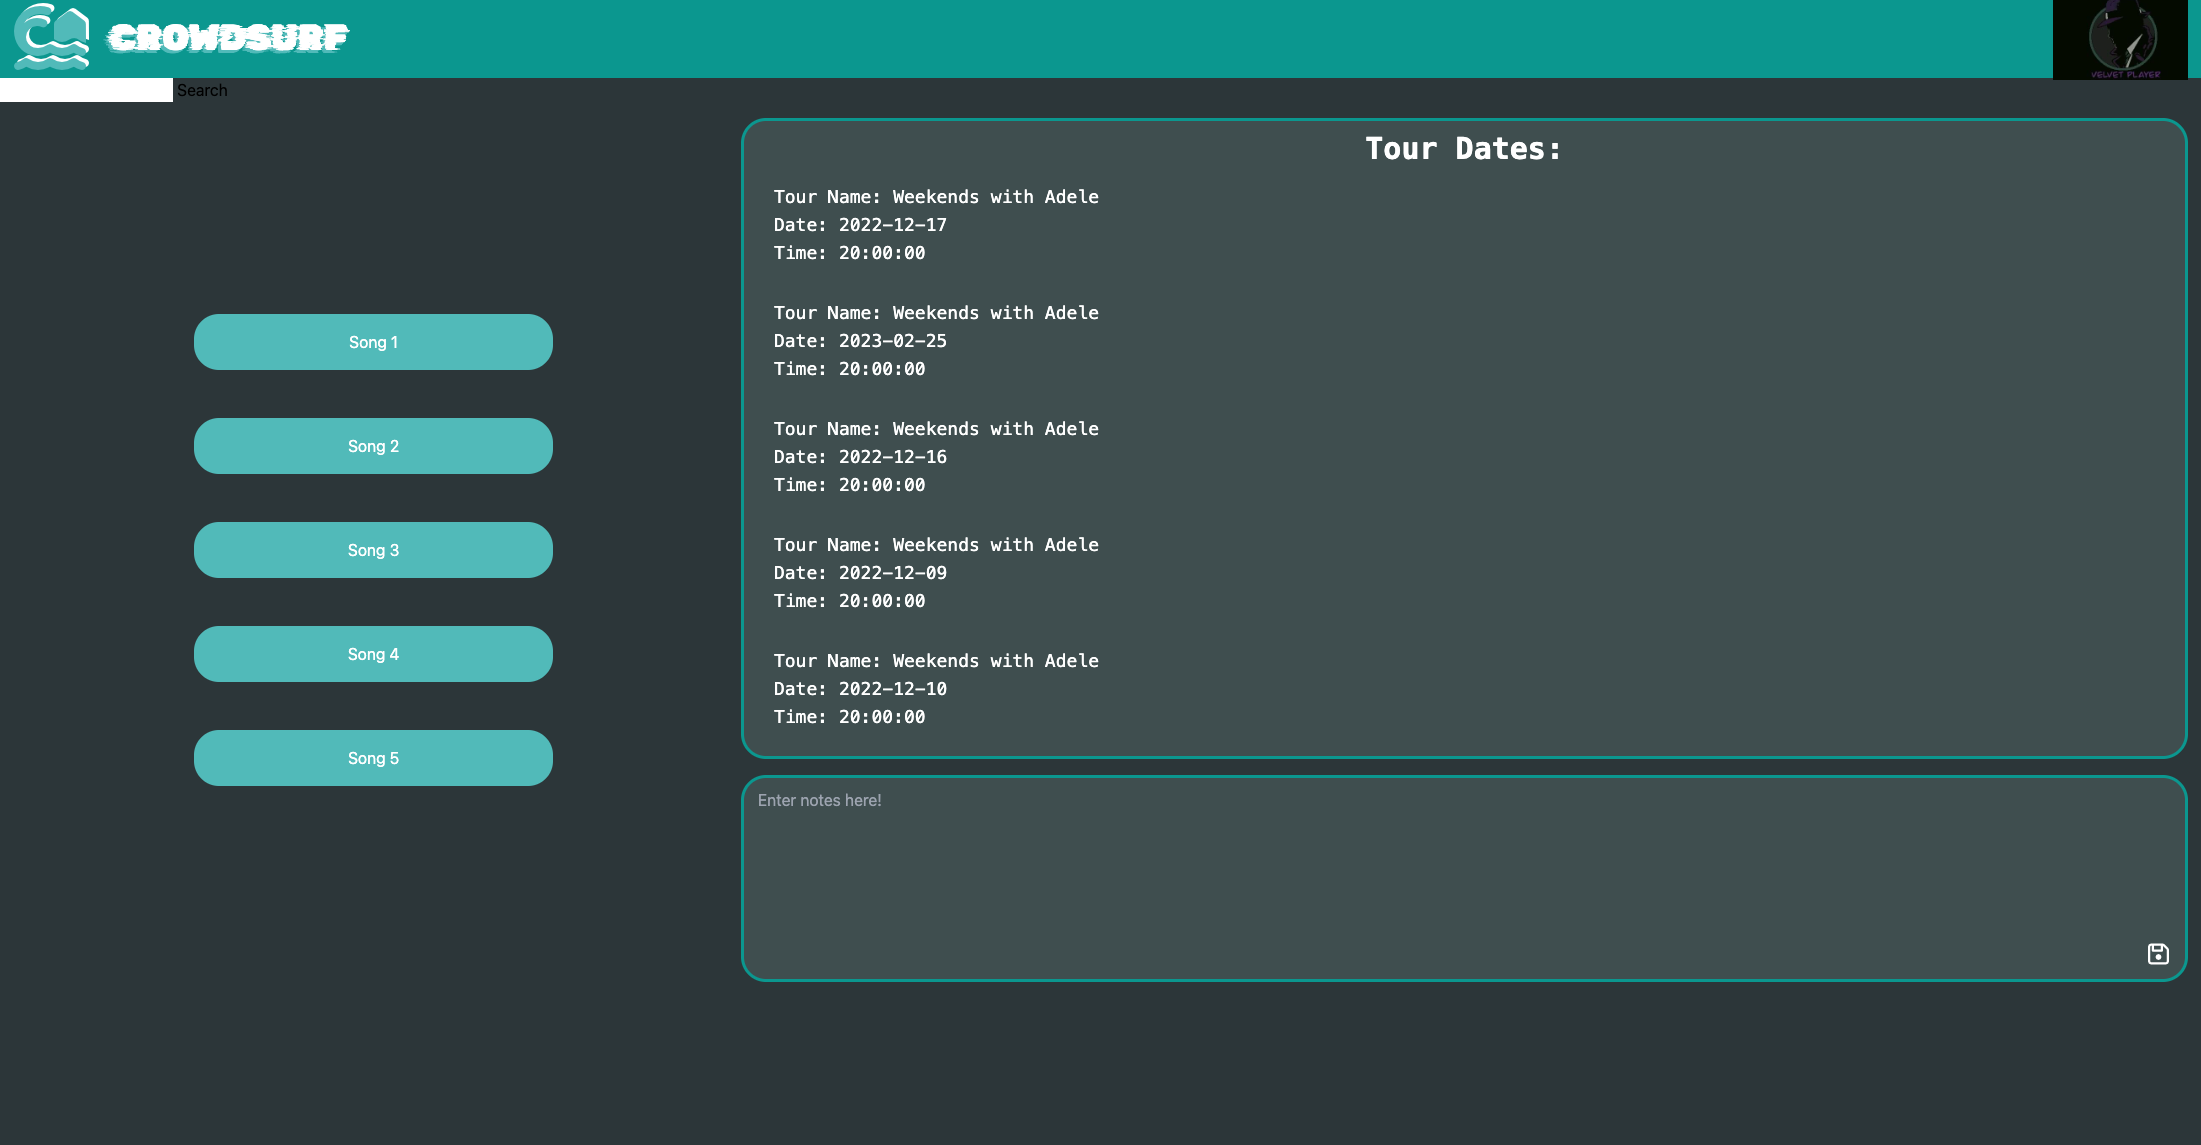 CROWDSURF
VELVET PLAYER
Search
Tour Dates:
Tour Name: Weekends with Adele
Date: 2022-12-17
Time: 20:00:00
Tour Name: Weekends with Adele
Date: 2023-02-25
Time: 20:00:00
Tour Name: Weekends with Adele
Date: 2022-12-16
Time: 20:00:00
Tour Name: Weekends with Adele
Date: 2022-12-09
Time: 20:00:00
Tour Name: Weekends with Adele
Date: 2022-12-10
Time: 20:00:00
Song 1
Song 2
Song 3
Song 4
Song 5
Enter notes here!